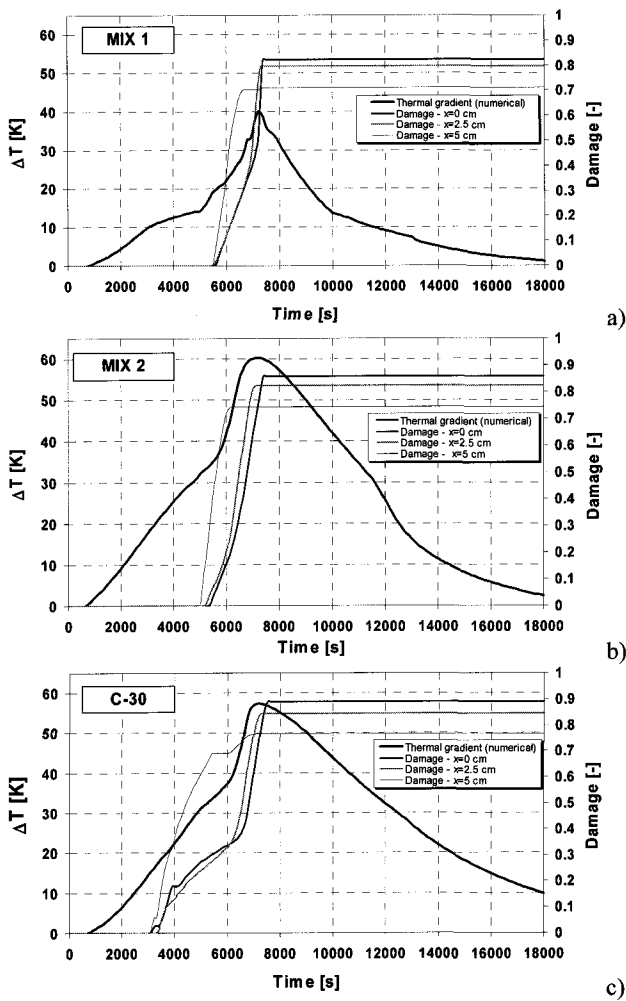 MIX 1
ΔT [K]
60
50
40
30
20
10
0
1
0.9
0.8
0.7
0.6
0.5
0.4
0.3
0.2
0.1
0
Damage [-]
Thermal gradient (numerical)
Damage - x=0 cm
Damage - x=2.5 cm
Damage - x=5 cm
0 2000 4000 6000 8000 10000 12000 14000 16000 18000
Time [s]
a)
MIX 2
ΔT [K]
60
50
40
30
20
10
0
1
0.9
0.8
0.7
0.6
0.5
0.4
0.3
0.2
0.1
0
Damage [-]
Thermal gradient (numerical)
Damage - x=0 cm
Damage - x=2.5 cm
Damage - x=5 cm
0 2000 4000 6000 8000 10000 12000 14000 16000 18000
Time [s]
b)
C-30
ΔT [K]
60
50
40
30
20
10
0
1
0.9
0.8
0.7
0.6
0.5
0.4
0.3
0.2
0.1
0
Damage [-]
Thermal gradient (numerical)
Damage - x=0 cm
Damage - x=2.5 cm
Damage - x=5 cm
0 2000 4000 6000 8000 10000 12000 14000 16000 18000
Time [s]
c)